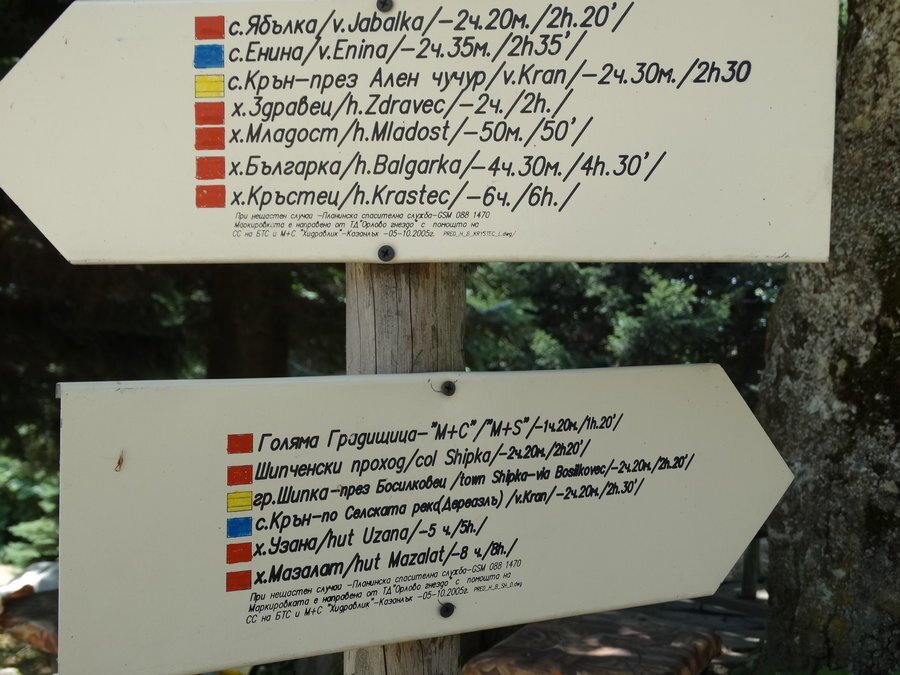 с.Ябълка/v.Jabalka/-2ч.20м./2h.20'/
с.Енина/v.Enina/-2ч.35м./2h35'/
с.Крън-през Ален чучур/v.Kran/-2ч.30м./2h30
х.Здравец/h.Zdravec/-2ч./2h./
х.Младост/h.Mladost/-50м./50'/
х.Българка/h.Balgarka/-4ч.30м./4h.30'/
х.Кръстец/h.Krastec/-6ч./6h./
При нещастен случай -Планинска спасителна служба-GSM 088 1470
Маркировката е направена от ТД"Орлово гнездо" с помощта на
СС на БТС и М+С "Хидравлик"-Казанлък -05-10.2005г. PRED_H_B_KRYSTEC_L.dwg/
Голяма Градищица-"М+С"/"M+S"/-1ч.20м./1h.20'/
Шипченски проход/col Shipka/-2ч.20м./2h20'/
гр.Шипка-през Босилковец /town Shipka-via Bosilkovec/-2ч.20м./2h.20'/
с.Крън-по Селската река(Дервазлъ) /v.Kran/-2ч.20м./2h.30'/
х.Узана/hut Uzana/-5 ч./5h./
х.Мазалат/hut Mazalat/-8 ч./8h./
При нещастен случай -Планинска спасителна служба-GSM 088 1470
Маркировката е направена от ТД"Орлово гнездо" с помощта на
СС на БТС и М+С "Хидравлик"-Казанлък -05-10.2005г.